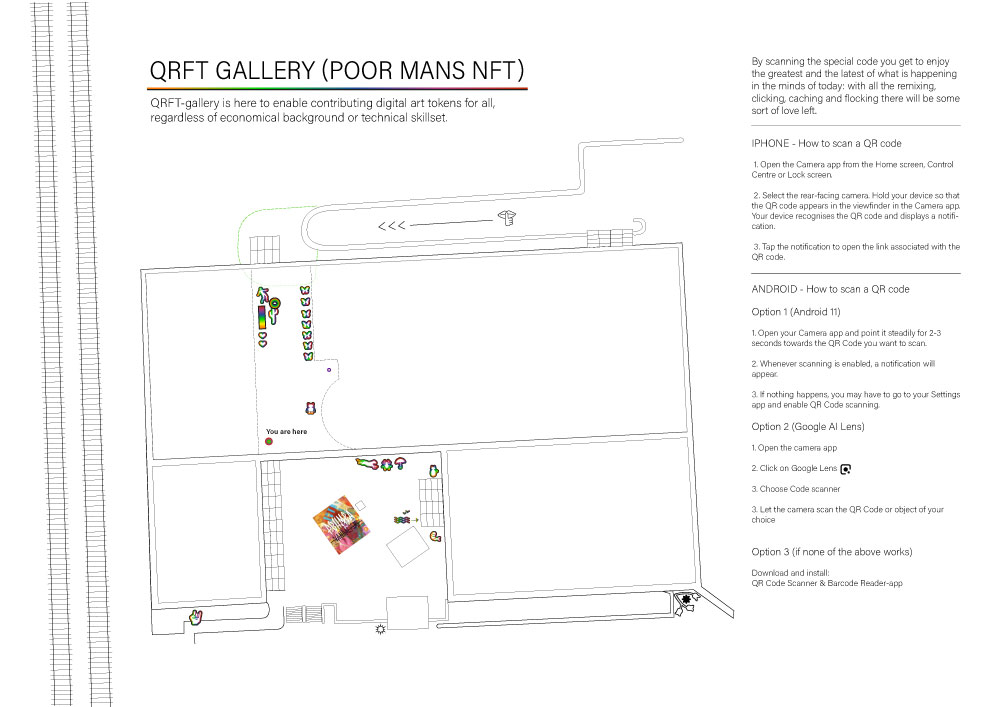 QRFT GALLERY (POOR MANS NFT)
QRFT-gallery is here to enable contributing digital art tokens for all,
regardless of economical background or technical skillset.
You are here
By scanning the special code you get to enjoy
the greatest and the latest of what is happening
in the minds of today: with all the remixing,
clicking, caching and flocking there will be some
sort of love left.
IPHONE - How to scan a QR code
1. Open the Camera app from the Home screen, Control
Centre or Lock screen.
2. Select the rear-facing camera. Hold your device so that
the QR code appears in the viewfinder in the Camera app.
Your device recognises the QR code and displays a notifi-
cation.
3. Tap the notification to open the link associated with the
QR code.
ANDROID - How to scan a QR code
Option 1 (Android 11)
1. Open your Camera app and point it steadily for 2-3
seconds towards the QR Code you want to scan.
2. Whenever scanning is enabled, a notification will
appear.
3. If nothing happens, you may have to go to your Settings
app and enable QR Code scanning.
Option 2 (Google AI Lens)
1. Open the camera app
2. Click on Google Lens
3. Choose Code scanner
3. Let the camera scan the QR Code or object of your
choice
Option 3 (if none of the above works)
Download and install:
QR Code Scanner & Barcode Reader-app